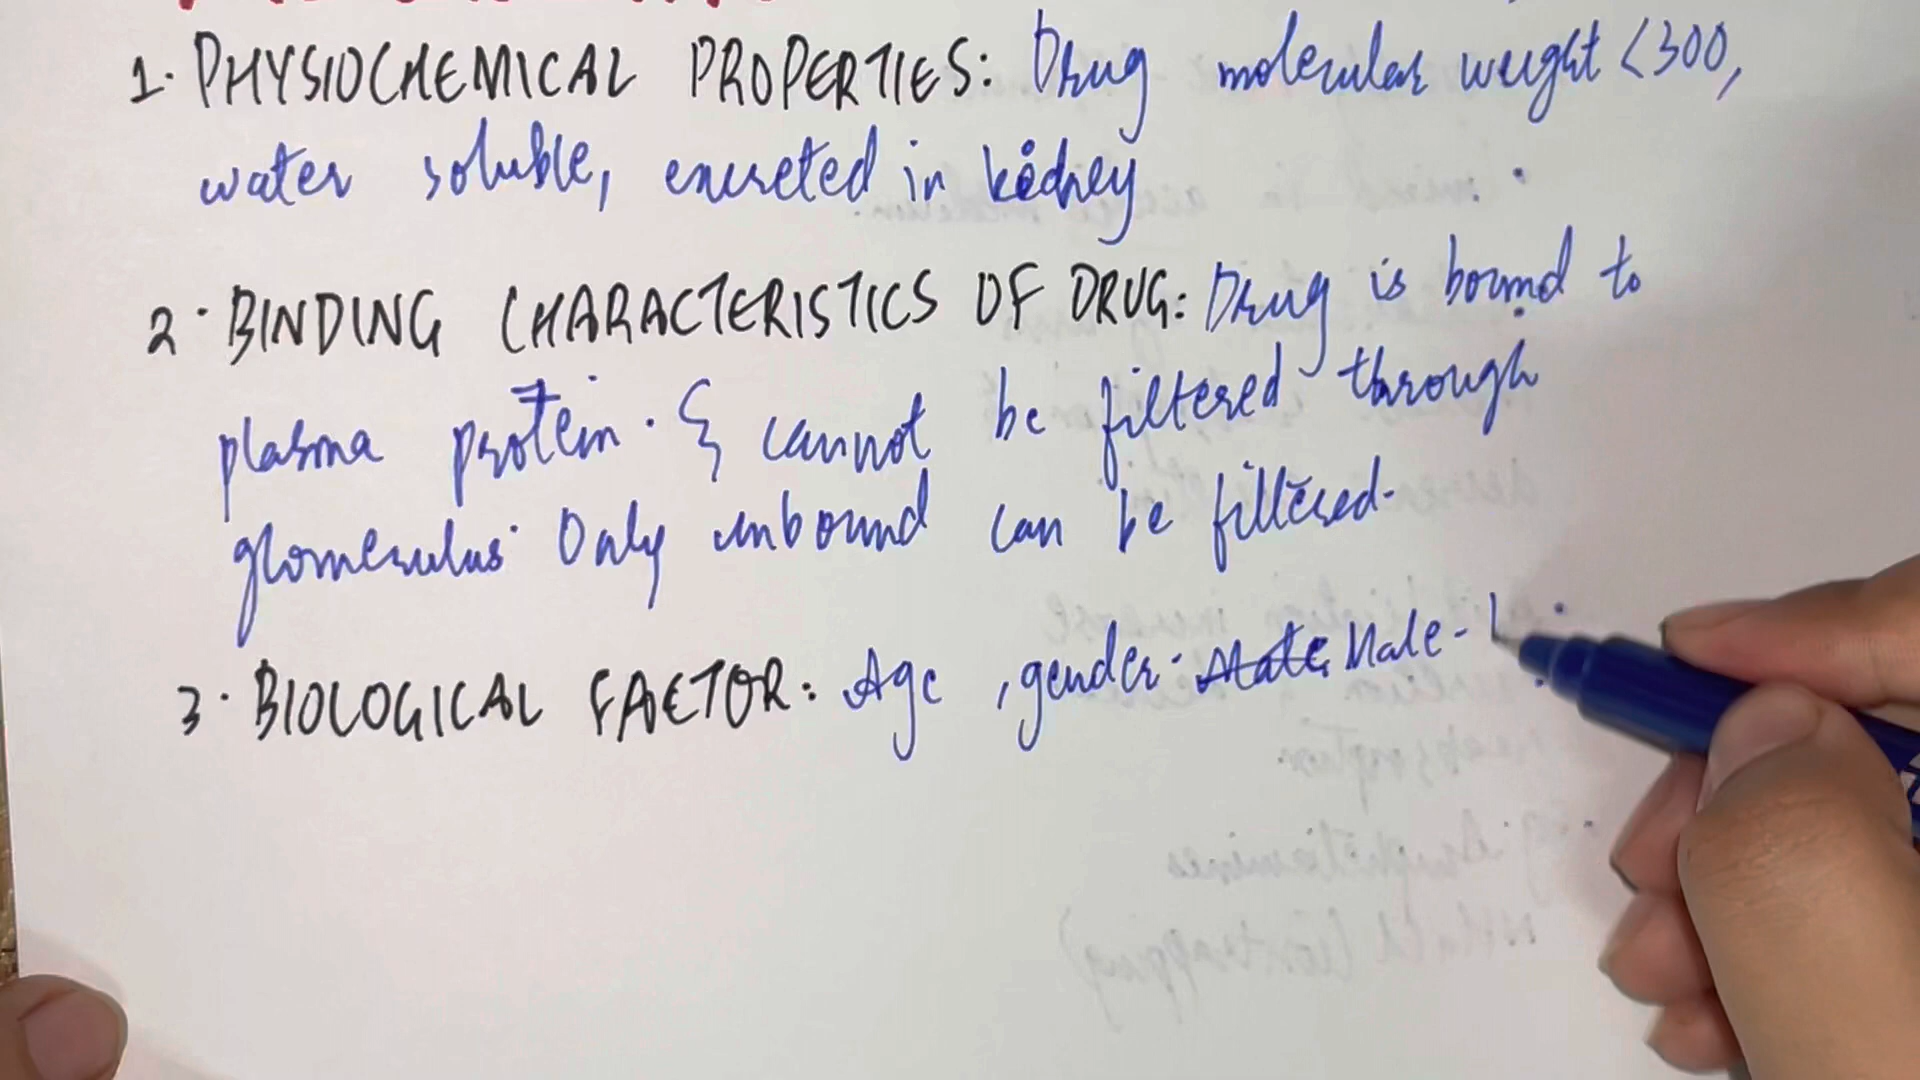 1. PHYSIOCHEMICAL PROPERTIES: Drug molecular weight <300,
water soluble, excreted in kidney
2. BINDING CHARACTERISTICS OF DRUG: Drug is bound to
plasma protein. & cannot be filtered through
glomerulus. Only unbound can be filtered.
3. BIOLOGICAL FACTOR: Age, gender. Male -